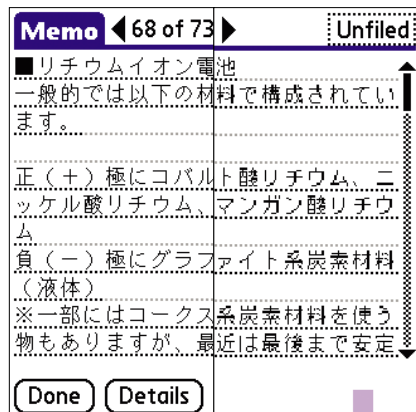 Memo 68 of 73 Unfiled
■リチウムイオン電池
一般的では以下の材料で構成されてい
ます。
正（＋）極にコバルト酸リチウム、ニ
ッケル酸リチウム、マンガン酸リチウ
ム
負（－）極にグラファイト系炭素材料
（液体）
※一部にはコークス系炭素材料を使う
物もありますが、最近は最後まで安定
Done Details